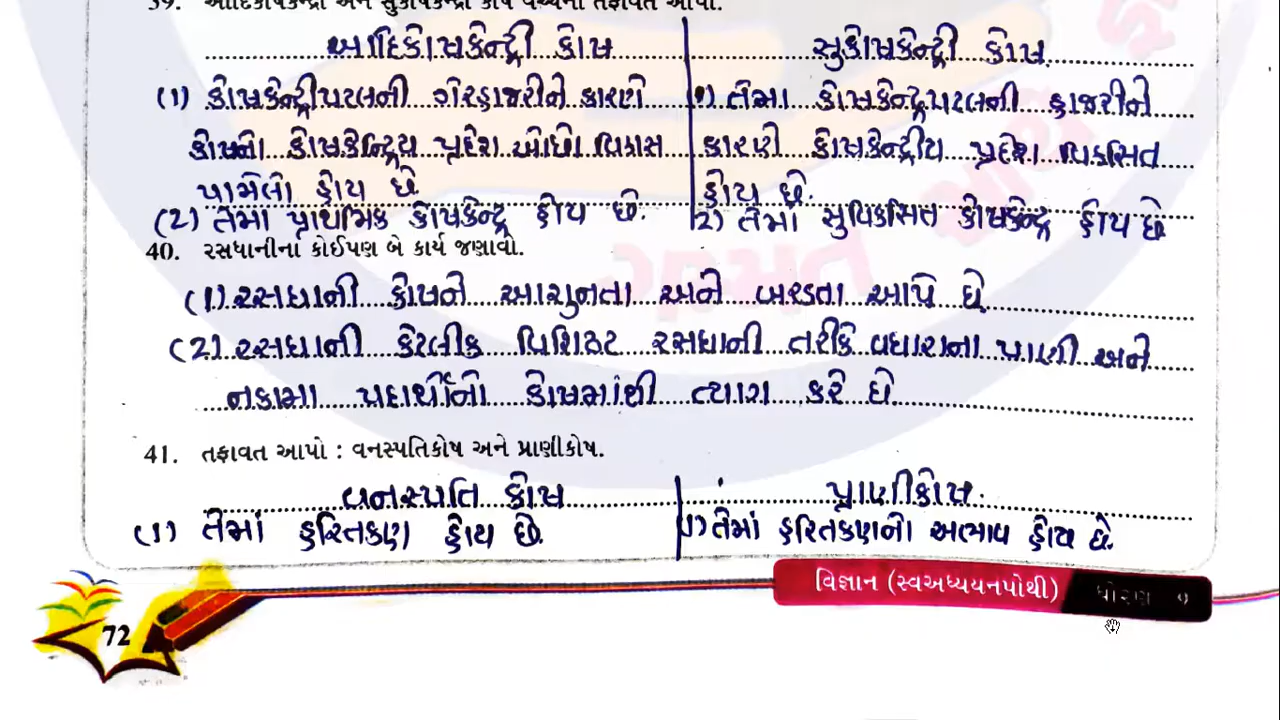 39. આદિકોષકેન્દ્રી અને સુકોષકેન્દ્રી કોષ વચ્ચેનો તફાવત આપો.
આદિકોષકેન્દ્રી કોષ સુકોષકેન્દ્રી કોષ
(1) કોષકેન્દ્રીપટલની ગેરહાજરીને કારણે 1) તેમા કોષકેન્દ્રપટલની હાજરીને
કોષનો કોષકેન્દ્રિય પ્રદેશ ઓછો વિકાસ કારણે કોષકેન્દ્રીય પ્રદેશ વિકસિત
પામેલો હોય છે હોય છે.
(2) તેમાં પ્રાથમિક કોષકેન્દ્ર હોય છે. 2) તેમાં સુવિકસિત કોષકેન્દ્ર હોય છે
40. રસધાનીના કોઈપણ બે કાર્ય જણાવો.
(1) રસધાની કોષને આશુનતા અને બરડતા આપે છે
(2) રસધાની કેટલીક વિશિષ્ટ રસધાની તરીકે વધારાના પાણી અને
નકામા પદાર્થોનો કોષમાંથી ત્યાગ કરે છે
41. તફાવત આપો : વનસ્પતિકોષ અને પ્રાણીકોષ.
વનસ્પતિ કોષ પ્રાણીકોષ.
(1) તેમાં હરિતકણ હોય છે. 1) તેમાં હરિતકણનો અભાવ હોય છે.
વિજ્ઞાન (સ્વઅધ્યયનપોથી) ધોરણ ૯
72